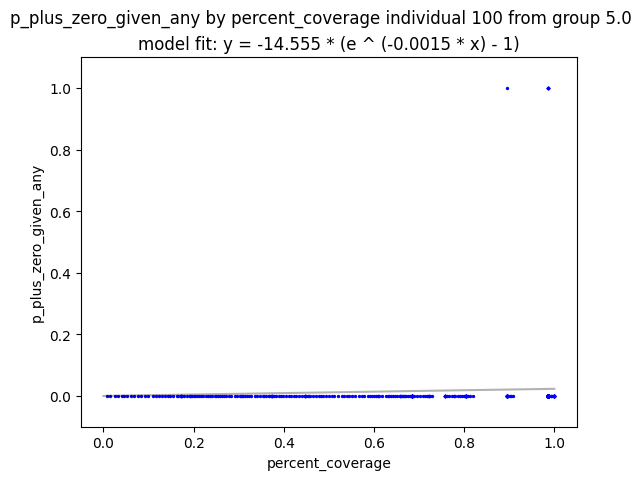 p_plus_zero_given_any by percent_coverage individual 100 from group 5.0
model fit: y = -14.555 * (e ^ (-0.0015 * x) - 1)
1.0
0.8
0.6
0.4
0.2
0.0
p_plus_zero_given_any
0.0 0.2 0.4 0.6 0.8 1.0
percent_coverage